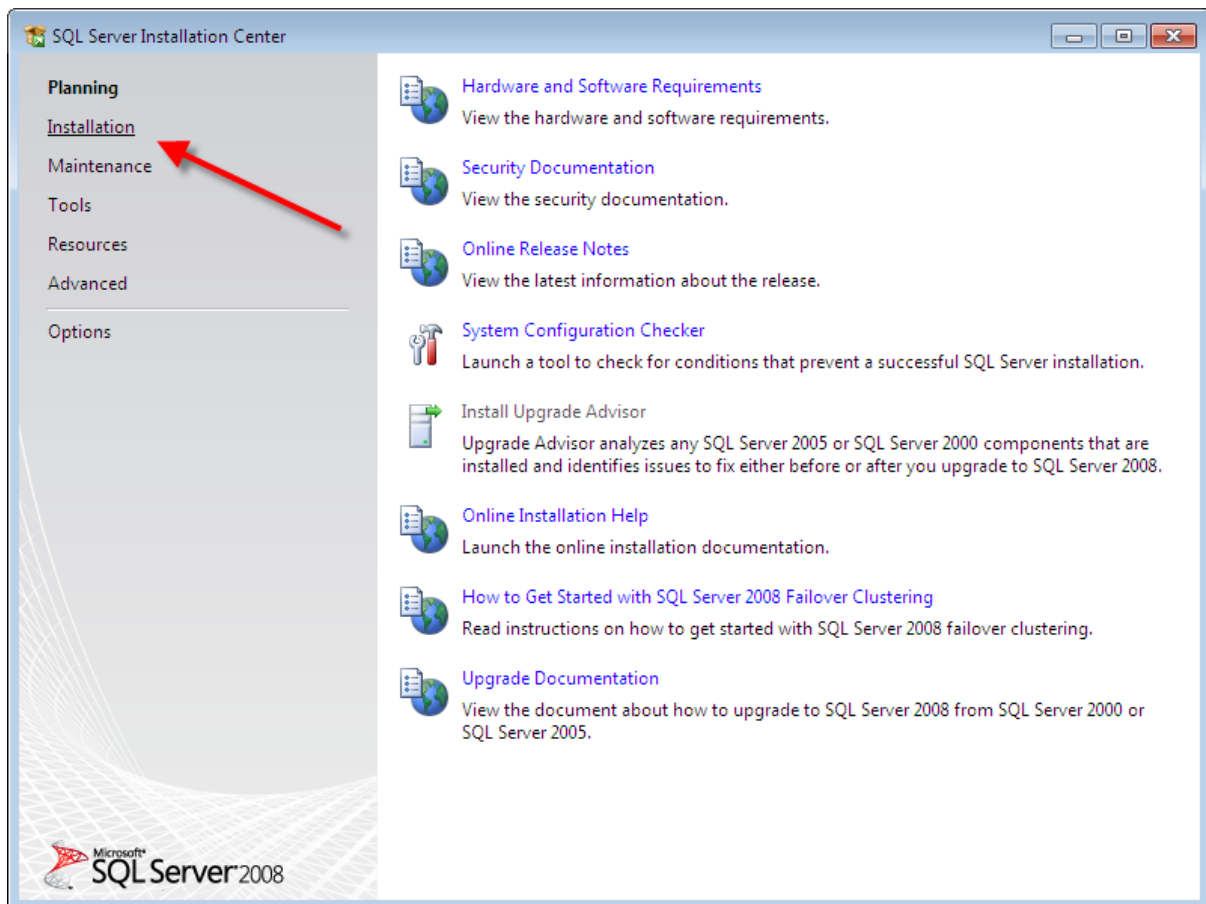 SQL Server Installation Center
Planning
Installation
Maintenance
Tools
Resources
Advanced
Options
Hardware and Software Requirements
View the hardware and software requirements.
Security Documentation
View the security documentation.
Online Release Notes
View the latest information about the release.
System Configuration Checker
Launch a tool to check for conditions that prevent a successful SQL Server installation.
Install Upgrade Advisor
Upgrade Advisor analyzes any SQL Server 2005 or SQL Server 2000 components that are
installed and identifies issues to fix either before or after you upgrade to SQL Server 2008.
Online Installation Help
Launch the online installation documentation.
How to Get Started with SQL Server 2008 Failover Clustering
Read instructions on how to get started with SQL Server 2008 failover clustering.
Upgrade Documentation
View the document about how to upgrade to SQL Server 2008 from SQL Server 2000 or
SQL Server 2005.
Microsoft®
SQL Server 2008